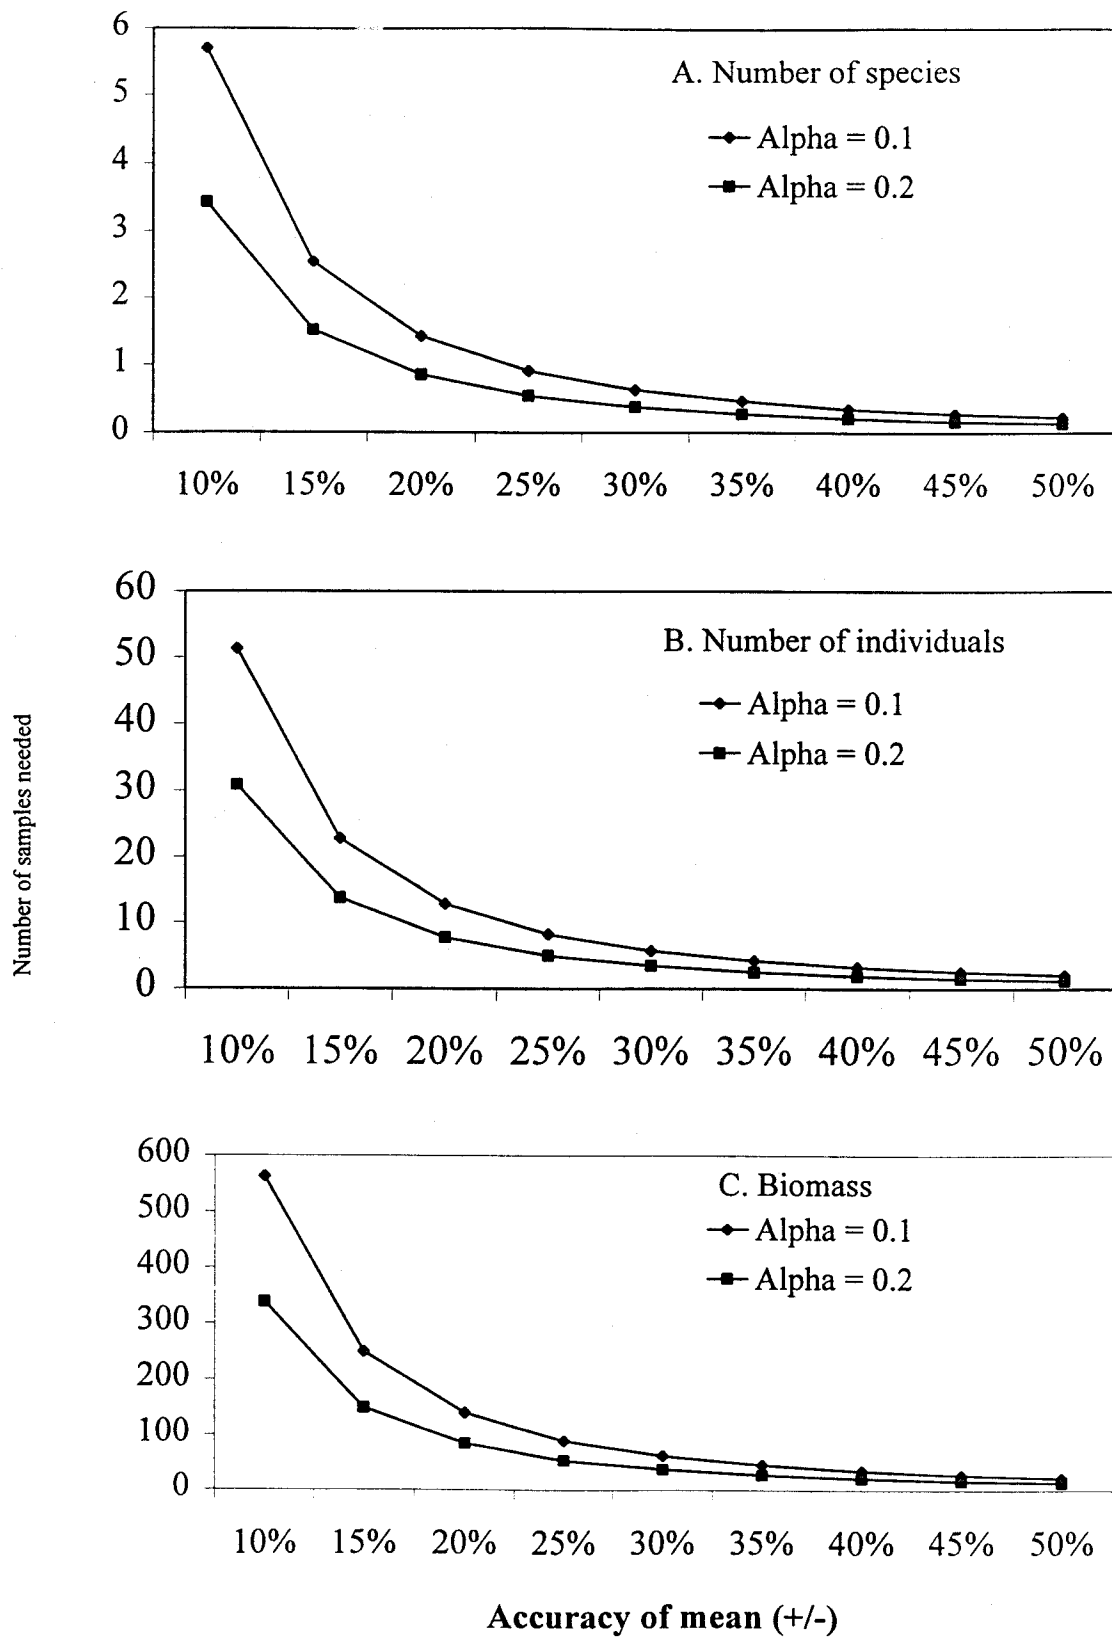 6
5
4
3
2
1
0
A. Number of species
Alpha = 0.1
Alpha = 0.2
10% 15% 20% 25% 30% 35% 40% 45% 50%
Number of samples needed
60
50
40
30
20
10
0
B. Number of individuals
Alpha = 0.1
Alpha = 0.2
10% 15% 20% 25% 30% 35% 40% 45% 50%
600
500
400
300
200
100
0
C. Biomass
Alpha = 0.1
Alpha = 0.2
10% 15% 20% 25% 30% 35% 40% 45% 50%
Accuracy of mean (+/-)